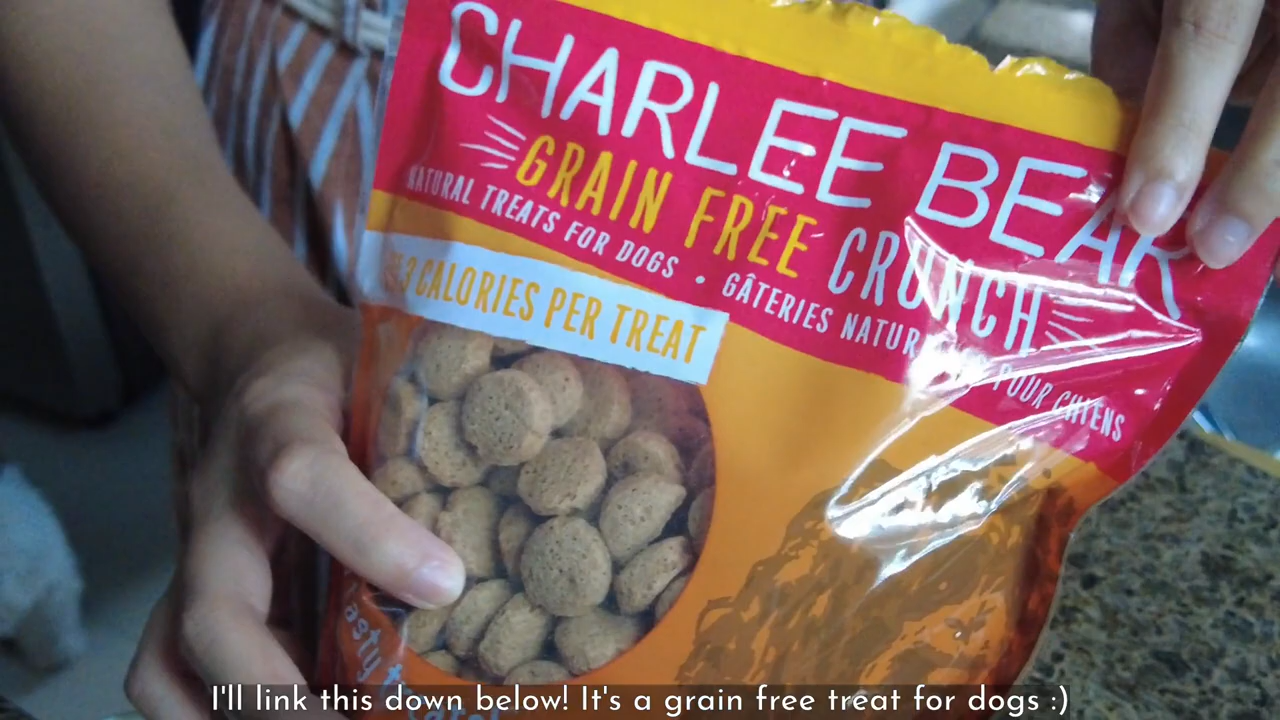 CHARLEE BEAR
GRAIN FREE CRUNCH
NATURAL TREATS FOR DOGS • GÂTERIES POUR CHIENS
3 CALORIES PER TREAT
I'll link this down below! It's a grain free treat for dogs :)